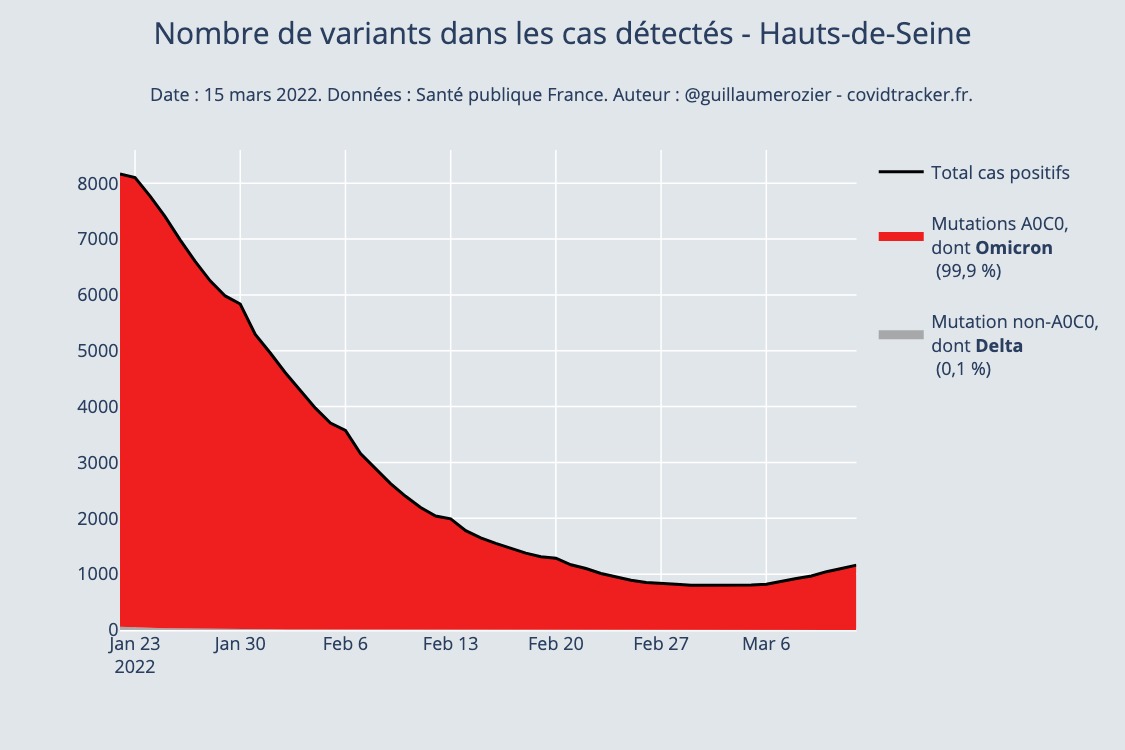 Nombre de variants dans les cas détectés - Hauts-de-Seine
Date : 15 mars 2022. Données : Santé publique France. Auteur : @guillaumerozier - covidtracker.fr.
8000
7000
6000
5000
4000
3000
2000
1000
0
Jan 23
2022
Jan 30
Feb 6
Feb 13
Feb 20
Feb 27
Mar 6
Total cas positifs
Mutations A0C0,
dont Omicron
(99,9 %)
Mutation non-A0C0,
dont Delta
(0,1 %)